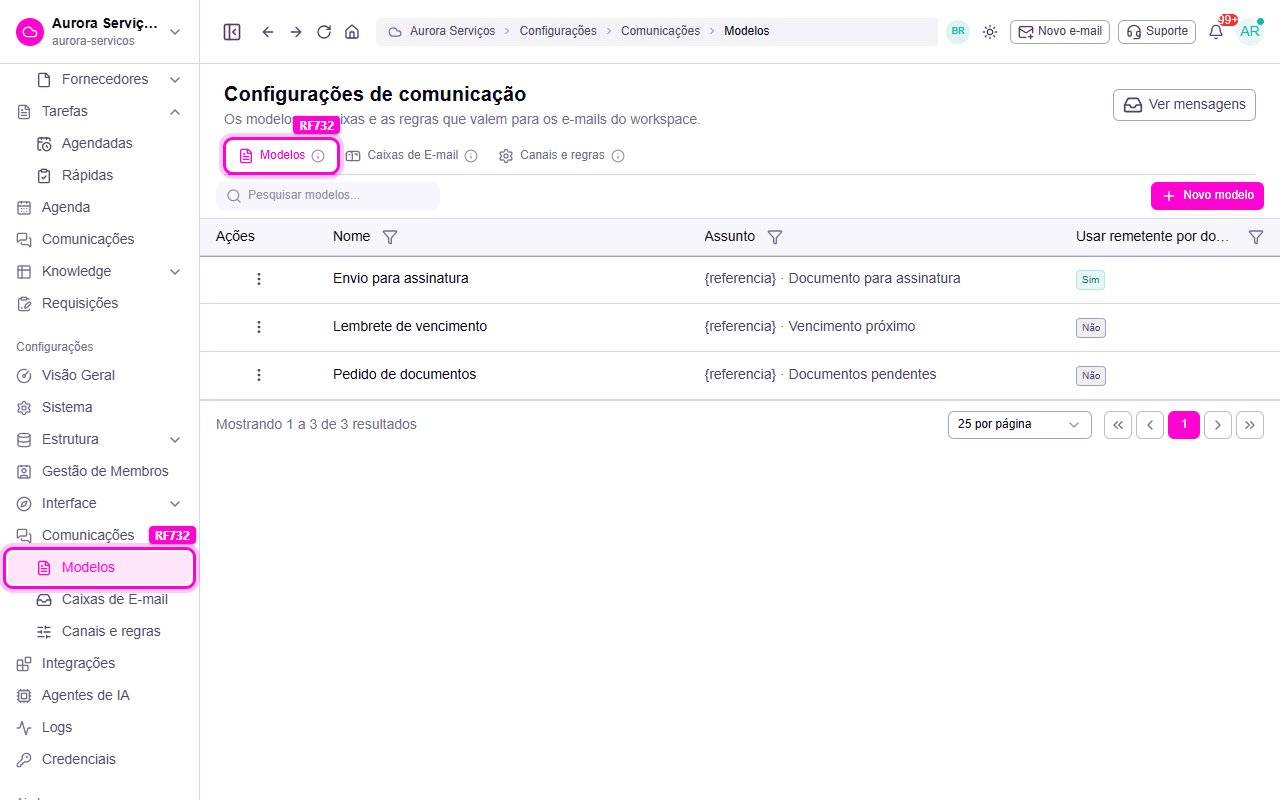 Aurora Serviç...
aurora-servicos
Fornecedores
Tarefas
Agendadas
Rápidas
Agenda
Comunicações
Knowledge
Requisições
Configurações
Visão Geral
Sistema
Estrutura
Gestão de Membros
Interface
Comunicações
RF732
Modelos
Caixas de E-mail
Canais e regras
Integrações
Agentes de IA
Logs
Credenciais
Aurora Serviços > Configurações > Comunicações > Modelos
BR
Novo e-mail
Suporte
99+
AR
Configurações de comunicação
Os modelos ixas e as regras que valem para os e-mails do workspace.
RF732
Ver mensagens
Modelos
Caixas de E-mail
Canais e regras
Pesquisar modelos...
+ Novo modelo
Ações Nome Assunto Usar remetente por do...
Envio para assinatura {referencia} · Documento para assinatura Sim
Lembrete de vencimento {referencia} · Vencimento próximo Não
Pedido de documentos {referencia} · Documentos pendentes Não
Mostrando 1 a 3 de 3 resultados
25 por página
1